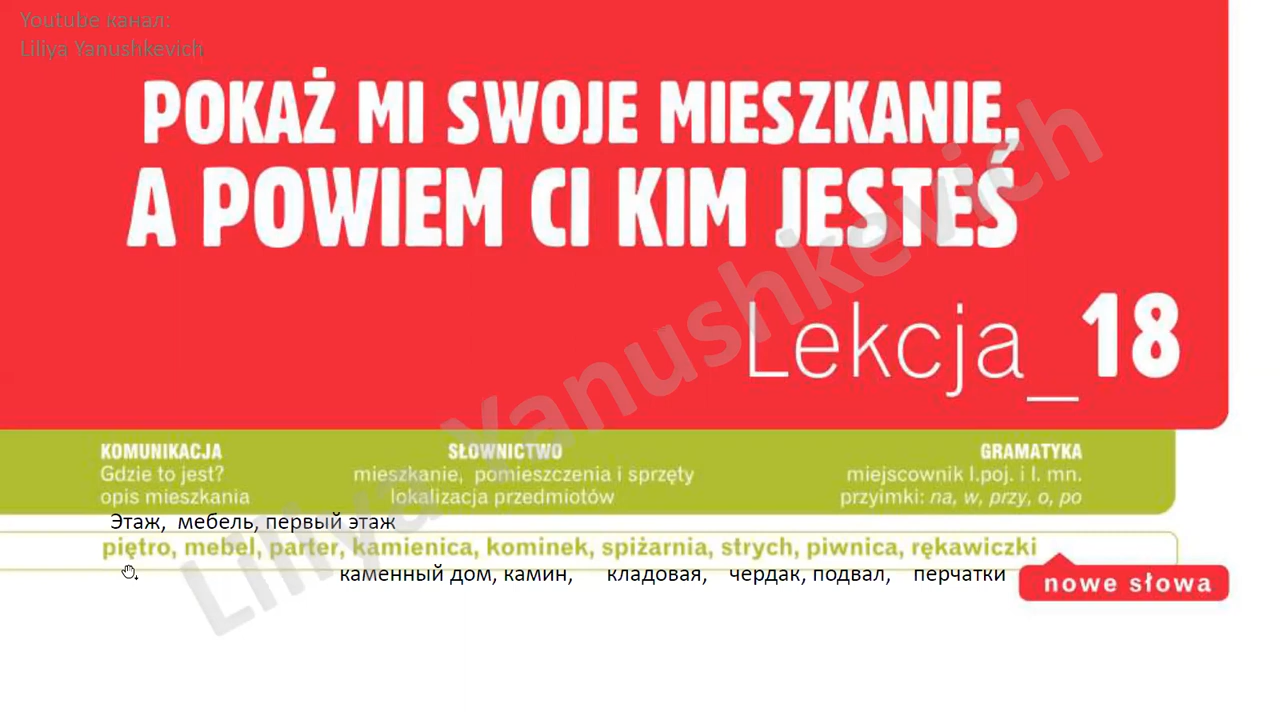 Youtube канал:
Liliya Yanushkevich
POKAŻ MI SWOJE MIESZKANIE,
A POWIEM CI KIM JESTEŚ
Lekcja_18
KOMUNIKACJA
Gdzie to jest?
opis mieszkania
SŁOWNICTWO
mieszkanie, pomieszczenia i sprzęty
lokalizacja przedmiotów
GRAMATYKA
miejscownik l.poj. i l. mn.
przyimki: na, w, przy, o, po
Этаж, мебель, первый этаж
piętro, mebel, parter, kamienica, kominek, spiżarnia, strych, piwnica, rękawiczki
каменный дом, камин, кладовая, чердак, подвал, перчатки
nowe słowa
Liliya Yanushkevich